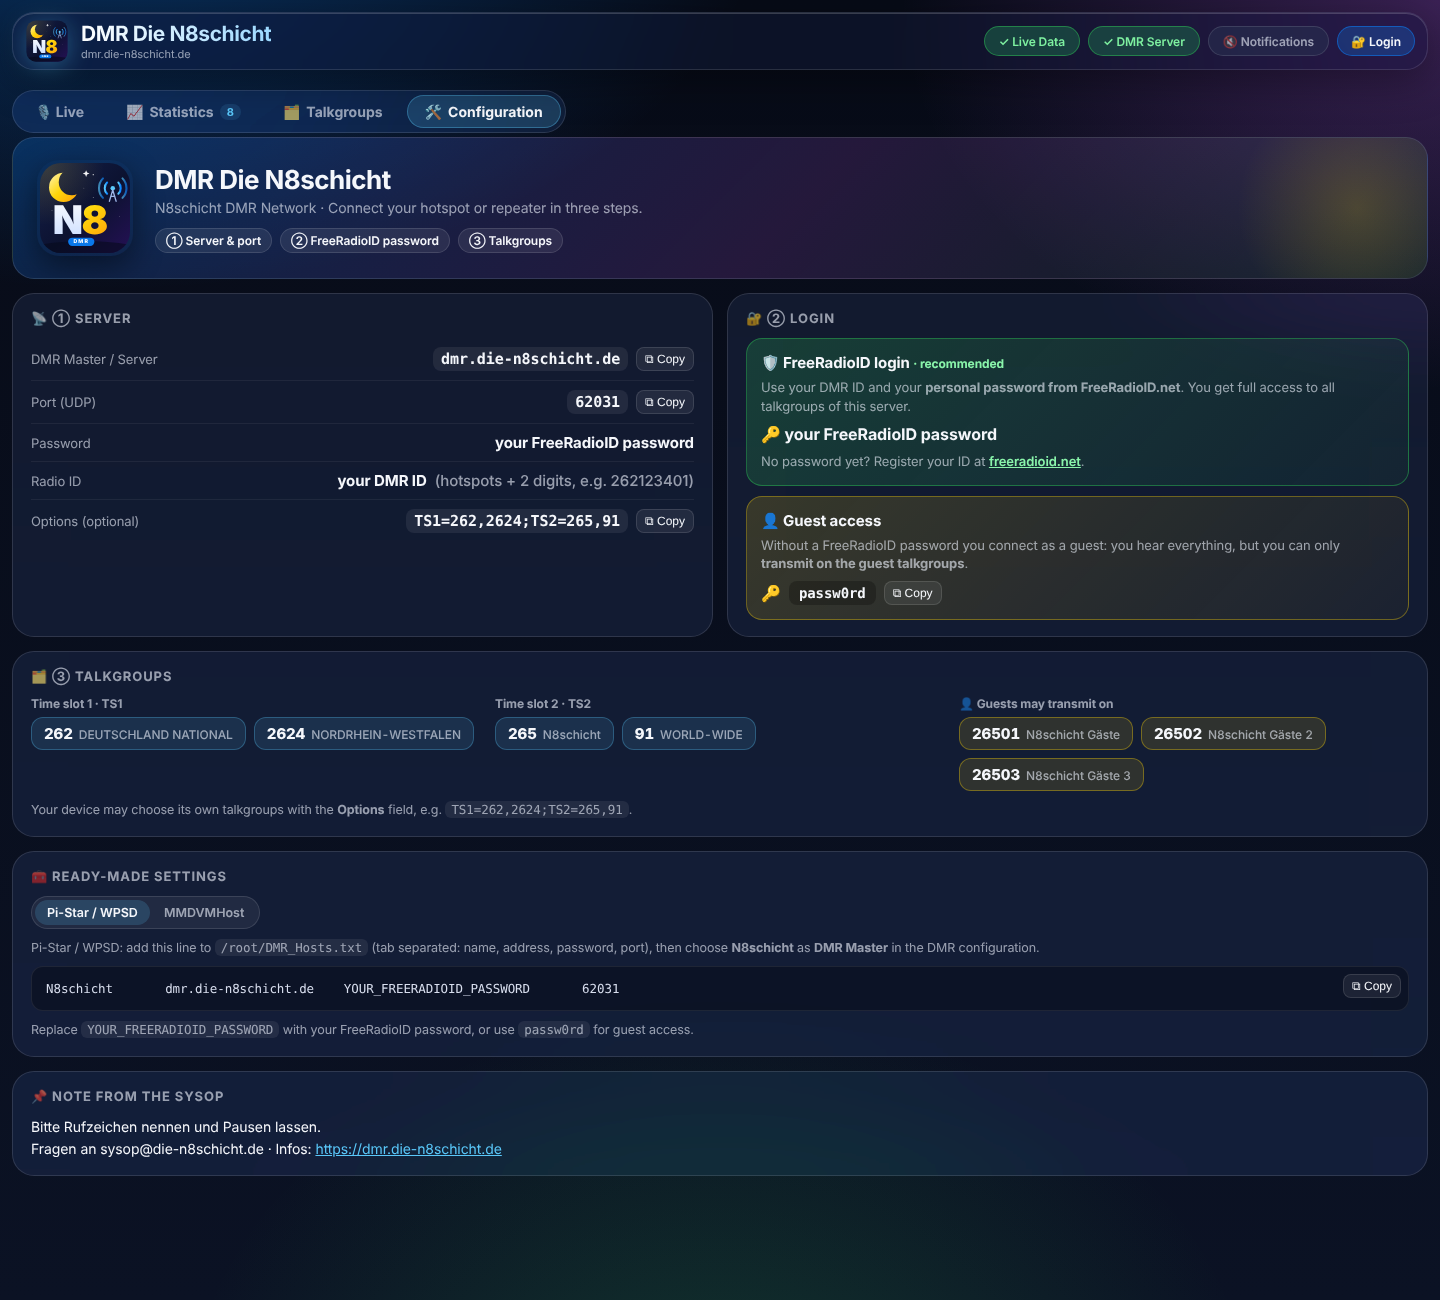 DMR Die N8schicht
dmr.die-n8schicht.de
✓ Live Data
✓ DMR Server
Notifications
Login
Live
Statistics 8
Talkgroups
Configuration
N8
DMR
DMR Die N8schicht
N8schicht DMR Network · Connect your hotspot or repeater in three steps.
① Server & port
② FreeRadioID password
③ Talkgroups
① SERVER
DMR Master / Server
dmr.die-n8schicht.de
Copy
Port (UDP)
62031
Copy
Password
your FreeRadioID password
Radio ID
your DMR ID (hotspots + 2 digits, e.g. 262123401)
Options (optional)
TS1=262,2624;TS2=265,91
Copy
② LOGIN
FreeRadioID login · recommended
Use your DMR ID and your personal password from FreeRadioID.net. You get full access to all
talkgroups of this server.
your FreeRadioID password
No password yet? Register your ID at freeradioid.net.
Guest access
Without a FreeRadioID password you connect as a guest: you hear everything, but you can only
transmit on the guest talkgroups.
passw0rd
Copy
③ TALKGROUPS
Time slot 1 · TS1
262 DEUTSCHLAND NATIONAL
2624 NORDRHEIN-WESTFALEN
Time slot 2 · TS2
265 N8schicht
91 WORLD-WIDE
Guests may transmit on
26501 N8schicht Gäste
26502 N8schicht Gäste 2
26503 N8schicht Gäste 3
Your device may choose its own talkgroups with the Options field, e.g. TS1=262,2624;TS2=265,91.
READY-MADE SETTINGS
Pi-Star / WPSD
MMDVMHost
Pi-Star / WPSD: add this line to /root/DMR_Hosts.txt (tab separated: name, address, password, port), then choose N8schicht as DMR Master in the DMR configuration.
N8schicht dmr.die-n8schicht.de YOUR_FREERADIOID_PASSWORD 62031
Copy
Replace YOUR_FREERADIOID_PASSWORD with your FreeRadioID password, or use passw0rd for guest access.
NOTE FROM THE SYSOP
Bitte Rufzeichen nennen und Pausen lassen.
Fragen an sysop@die-n8schicht.de · Infos: https://dmr.die-n8schicht.de